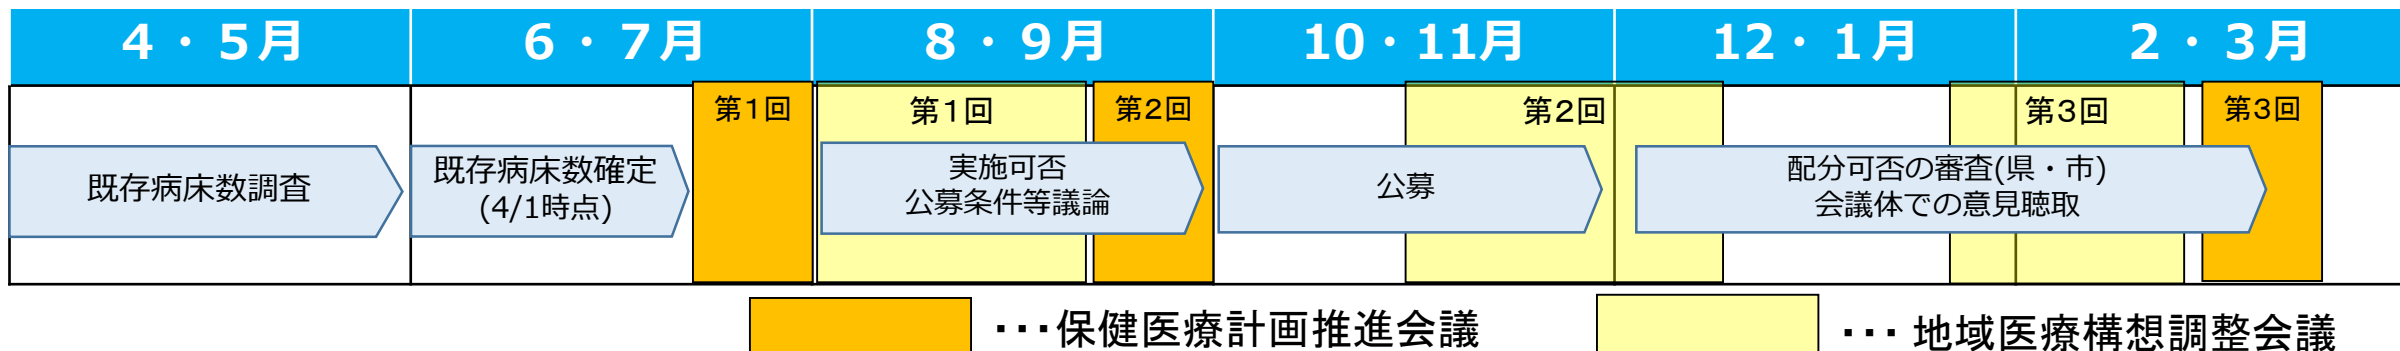 ４・５月
６・７月
８・９月
10・11月
12・１月
２・３月
第１回
第１回
第２回
第２回
第３回
第３回
既存病床数調査
既存病床数確定
(4/1時点)
実施可否
公募条件等議論
公募
配分可否の審査(県・市)
会議体での意見聴取
・・・保健医療計画推進会議
・・・地域医療構想調整会議